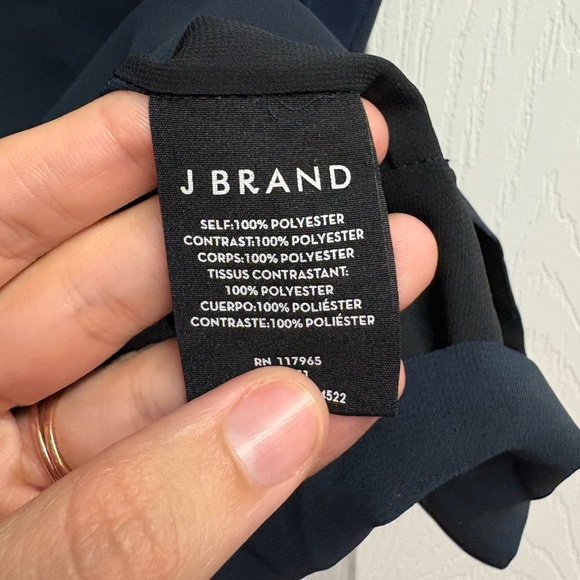 J BRAND
SELF:100% POLYESTER
CONTRAST:100% POLYESTER
CORPS:100% POLYESTER
TISSUS CONTRASTANT:
100% POLYESTER
CUERPO:100% POLIÉSTER
CONTRASTE:100% POLIÉSTER
RN 117965